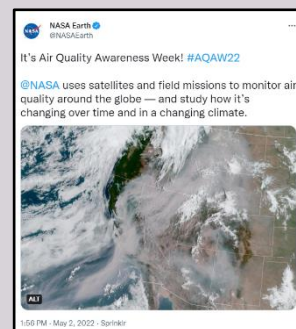 NASA
NASA Earth
@NASAEarth
...
It's Air Quality Awareness Week! #AQAW22
@NASA uses satellites and field missions to monitor air
quality around the globe — and study how it's
changing over time and in a changing climate.
ALT
1:56 PM · May 2, 2022 · Sprinklr